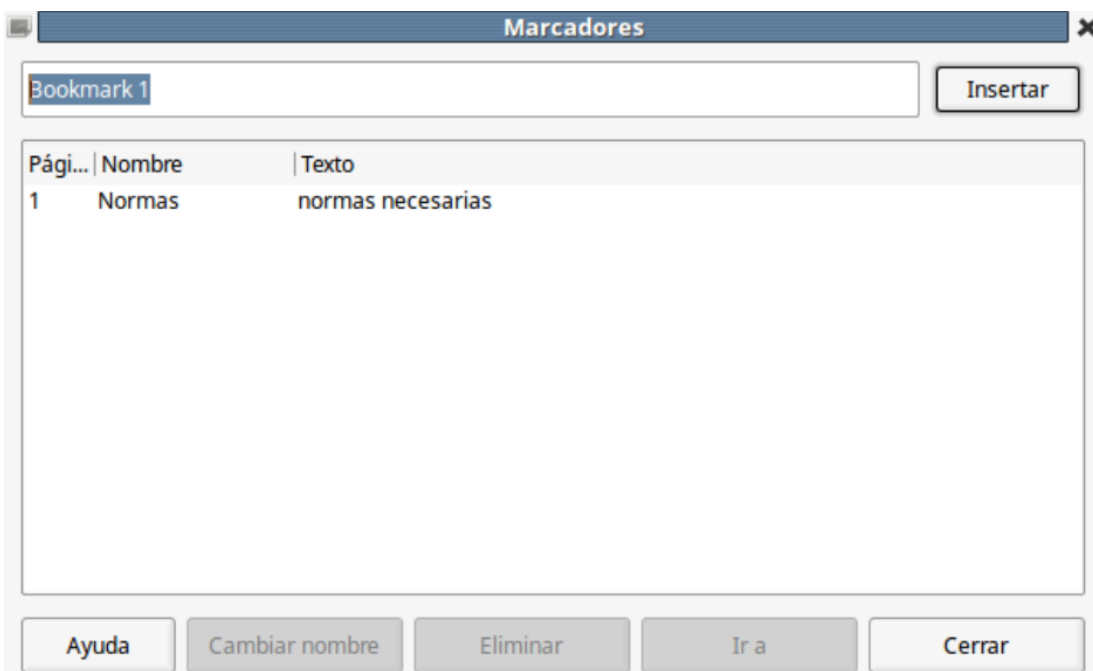 Marcadores
Bookmark 1
Insertar
Pági... Nombre Texto
1 Normas normas necesarias
Ayuda Cambiar nombre Eliminar Ir a Cerrar